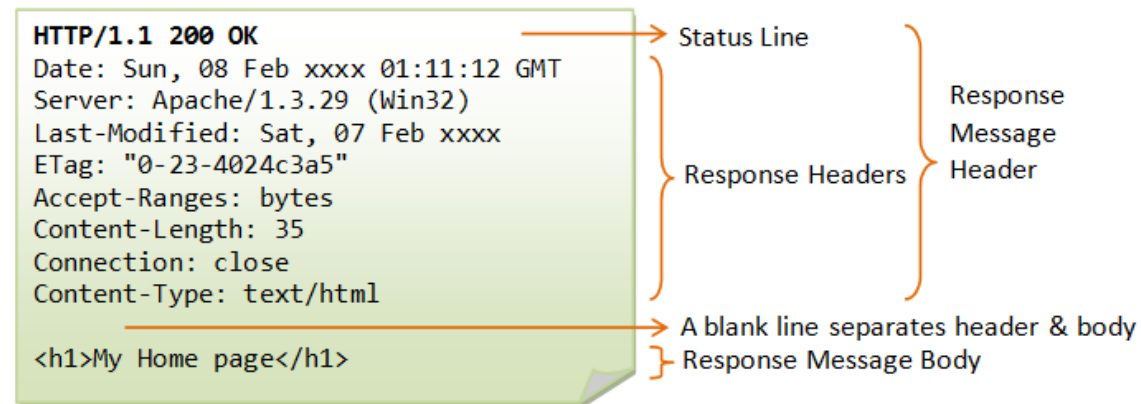 HTTP/1.1 200 OK
Date: Sun, 08 Feb xxxx 01:11:12 GMT
Server: Apache/1.3.29 (Win32)
Last-Modified: Sat, 07 Feb xxxx
ETag: "0-23-4024c3a5"
Accept-Ranges: bytes
Content-Length: 35
Connection: close
Content-Type: text/html
<h1>My Home page</h1>
Status Line
Response Headers
Response
Message
Header
A blank line separates header & body
Response Message Body